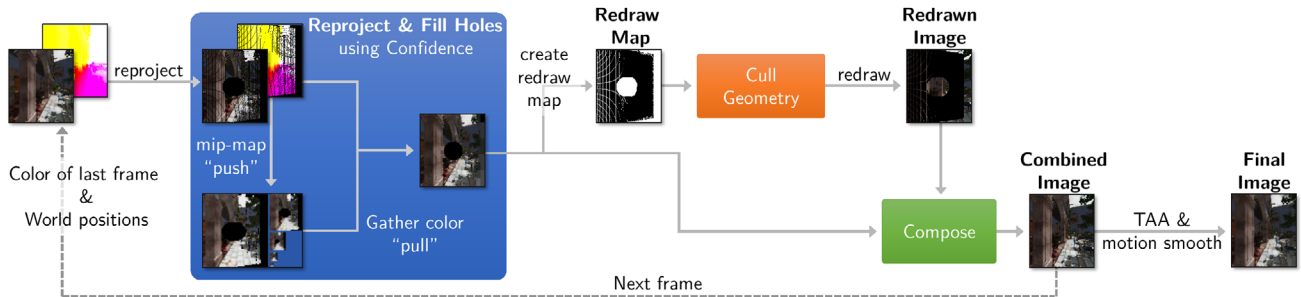 Reproject & Fill Holes
using Confidence
reproject
mip-map
“push”
Gather color
“pull”
Color of last frame
&
World positions
create
redraw
map
Redraw
Map
Cull
Geometry
redraw
Redrawn
Image
Compose
Combined
Image
TAA &
motion smooth
Final
Image
Next frame